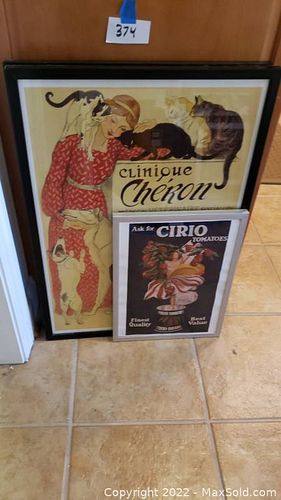 374
CLINIQUE
Chéron
Ask for CIRIO
TOMATOES
Finest
Quality
Best
Value
Copyright © 2022 - MaxSold.com